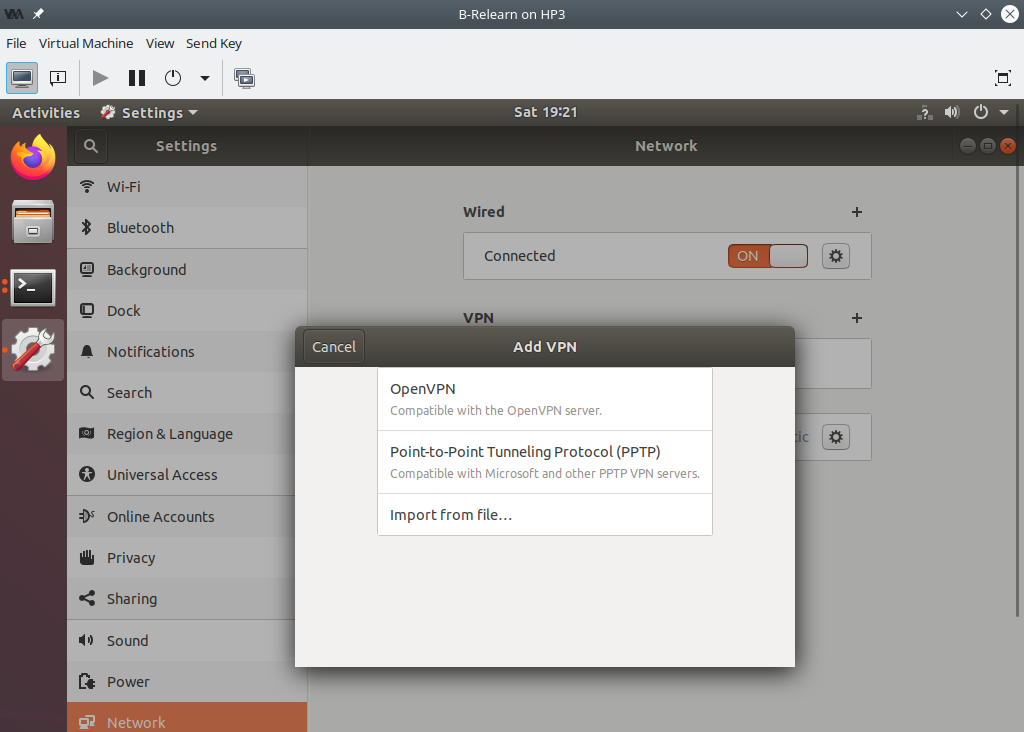 B-Relearn on HP3
File Virtual Machine View Send Key
Activities Settings Sat 19:21
Settings Network
Wi-Fi
Bluetooth
Background
Dock
Notifications
Search
Region & Language
Universal Access
Online Accounts
Privacy
Sharing
Sound
Power
Network
Wired +
Connected ON
VPN +
Cancel Add VPN
OpenVPN
Compatible with the OpenVPN server.
Point-to-Point Tunneling Protocol (PPTP)
Compatible with Microsoft and other PPTP VPN servers.
Import from file…